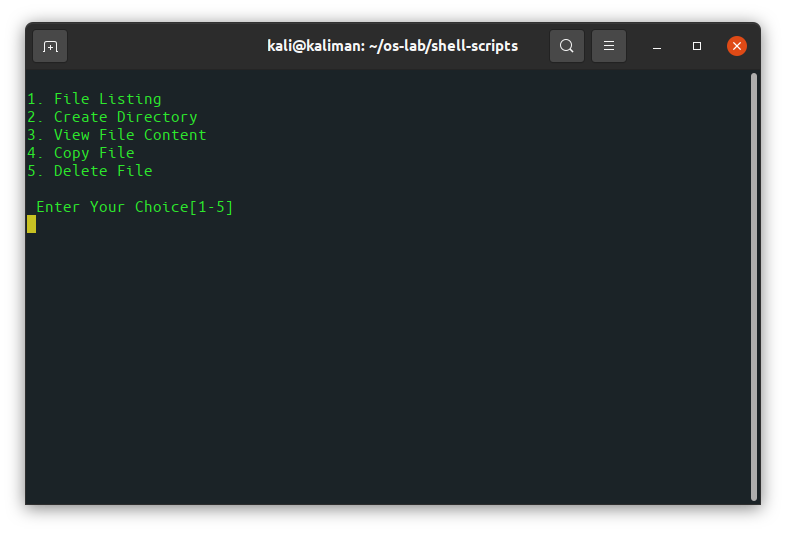 kali@kaliman: ~/os-lab/shell-scripts
1. File Listing
2. Create Directory
3. View File Content
4. Copy File
5. Delete File
Enter Your Choice[1-5]